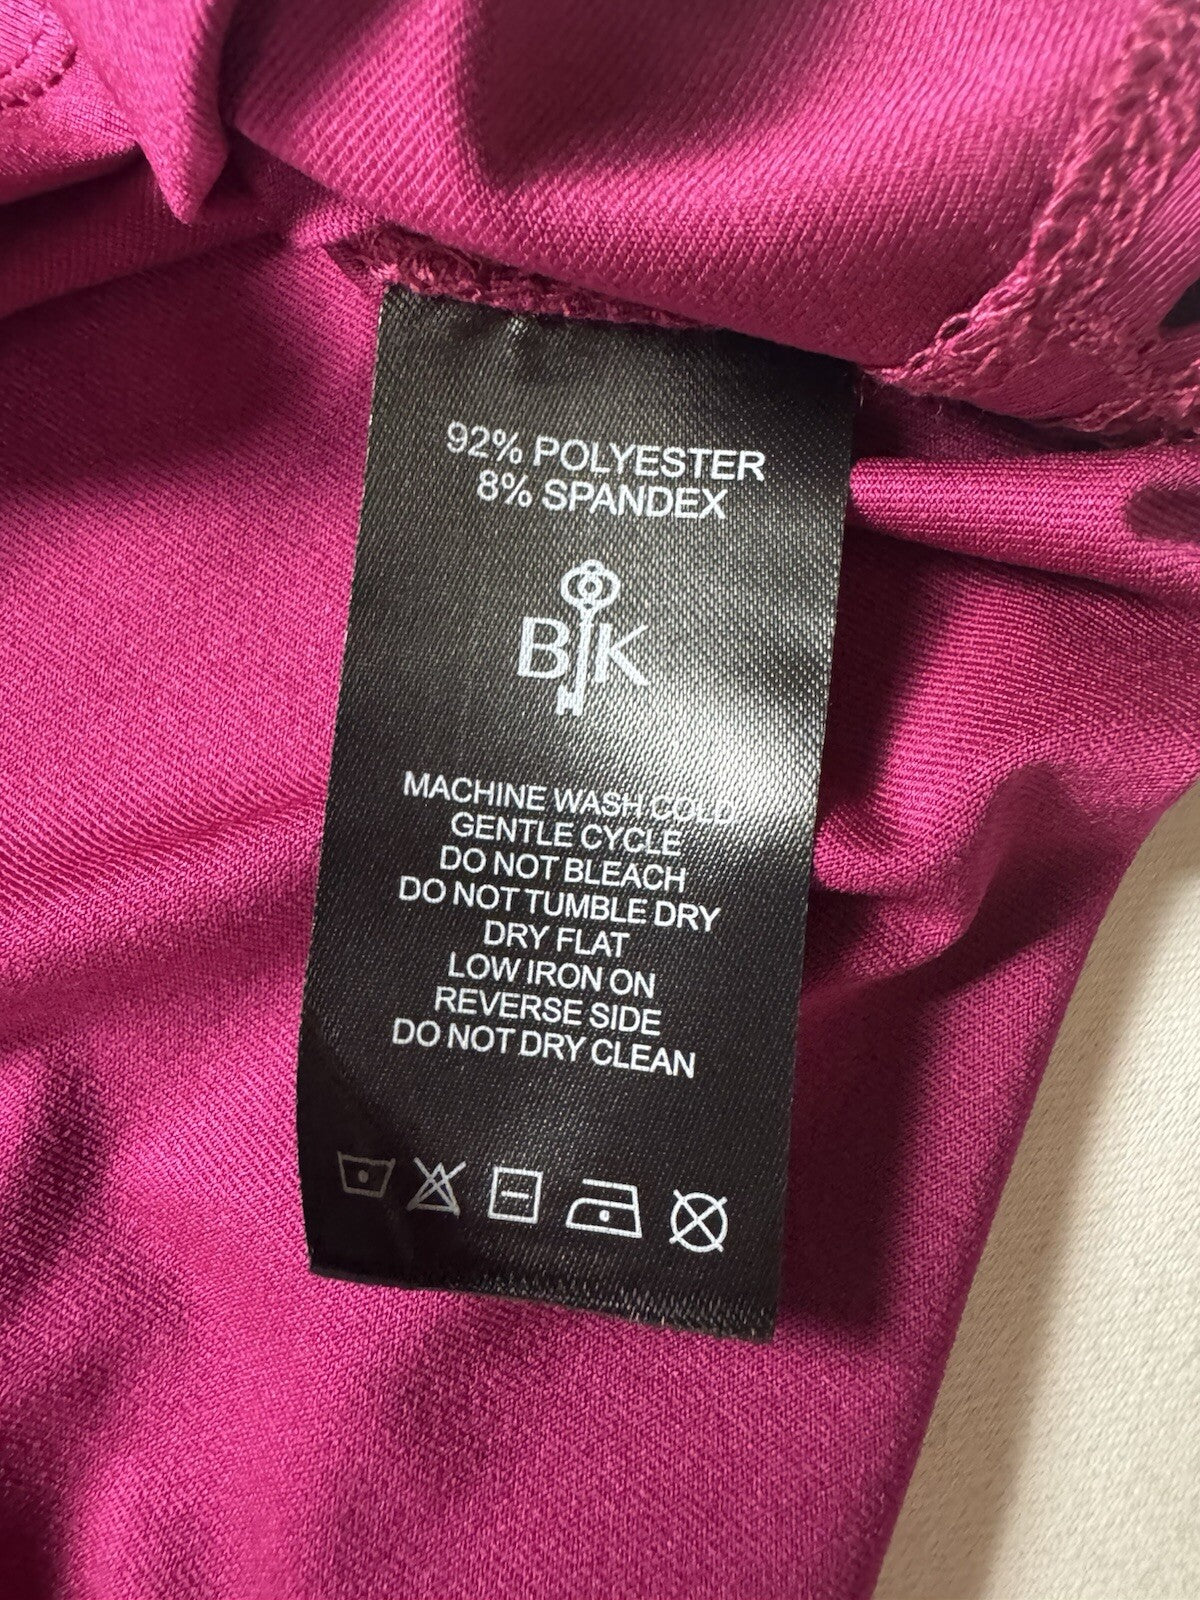 92% POLYESTER
8% SPANDEX
BJK
MACHINE WASH COLD
GENTLE CYCLE
DO NOT BLEACH
DO NOT TUMBLE DRY
DRY FLAT
LOW IRON ON
REVERSE SIDE
DO NOT DRY CLEAN